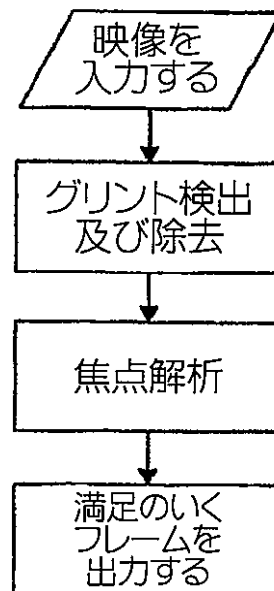 映像を
入力する
グリント検出
及び除去
焦点解析
満足のいく
フレームを
出力する